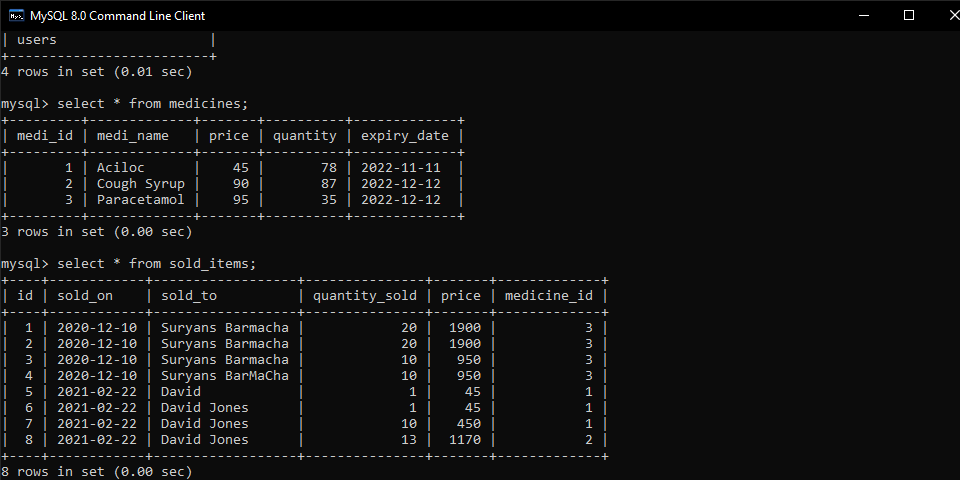 MySQL 8.0 Command Line Client
| users                   |
+-------------------------+
4 rows in set (0.01 sec)
mysql> select * from medicines;
+---------+-------------+-------+----------+-------------+
| medi_id | medi_name   | price | quantity | expiry_date |
+---------+-------------+-------+----------+-------------+
|       1 | Aciloc      |    45 |       78 | 2022-11-11  |
|       2 | Cough Syrup |    90 |       87 | 2022-12-12  |
|       3 | Paracetamol |    95 |       35 | 2022-12-12  |
+---------+-------------+-------+----------+-------------+
3 rows in set (0.00 sec)
mysql> select * from sold_items;
+----+------------+------------------+---------------+-------+-------------+
| id | sold_on    | sold_to          | quantity_sold | price | medicine_id |
+----+------------+------------------+---------------+-------+-------------+
|  1 | 2020-12-10 | Suryans Barmacha |            20 |  1900 |           3 |
|  2 | 2020-12-10 | Suryans Barmacha |            20 |  1900 |           3 |
|  3 | 2020-12-10 | Suryans Barmacha |            10 |   950 |           3 |
|  4 | 2020-12-10 | Suryans BarMaCha |            10 |   950 |           3 |
|  5 | 2021-02-22 | David            |             1 |    45 |           1 |
|  6 | 2021-02-22 | David Jones      |             1 |    45 |           1 |
|  7 | 2021-02-22 | David Jones      |            10 |   450 |           1 |
|  8 | 2021-02-22 | David Jones      |            13 |  1170 |           2 |
+----+------------+------------------+---------------+-------+-------------+
8 rows in set (0.00 sec)